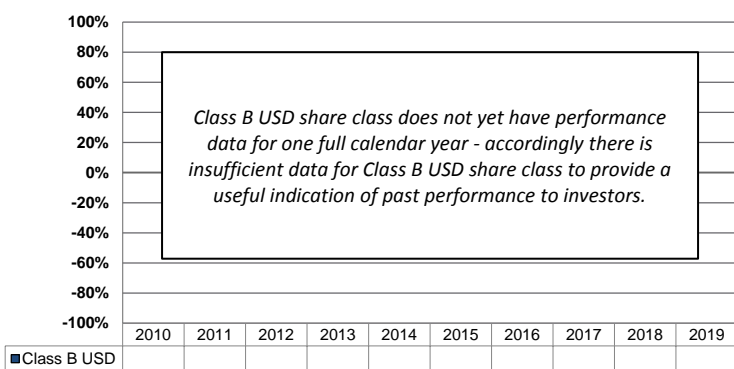 100%
80%
60%
40%
20%
0%
-20%
-40%
-60%
-80%
-100%
Class B USD share class does not yet have performance
data for one full calendar year - accordingly there is
insufficient data for Class B USD share class to provide a
useful indication of past performance to investors.
2010 2011 2012 2013 2014 2015 2016 2017 2018 2019
Class B USD